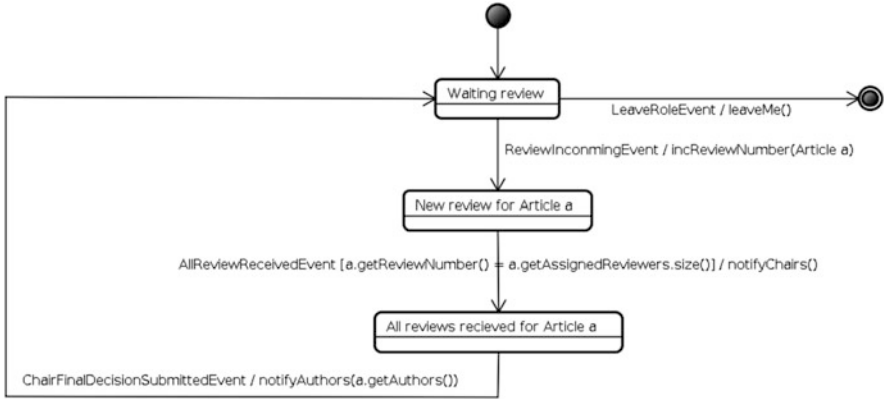 Waiting review
LeaveRoleEvent / leaveMe()
ReviewInconmingEvent / incReviewNumber(Article a)
New review for Article a
AllReviewReceivedEvent [a.getReviewNumber() = a.getAssignedReviewers.size()] / notifyChairs()
All reviews recieved for Article a
ChairFinalDecisionSubmittedEvent / notifyAuthors(a.getAuthors())